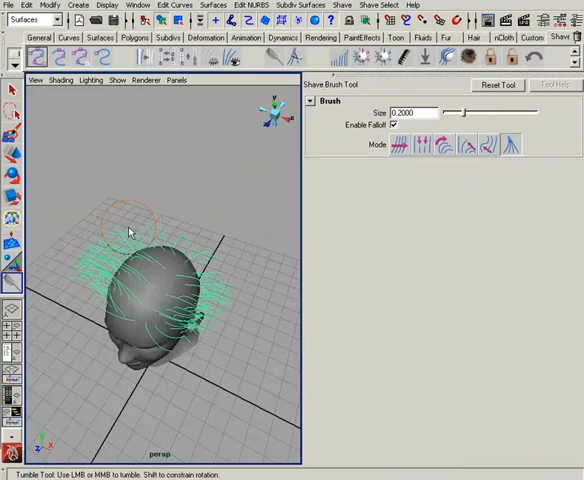 File Edit Modify Create Display Window Edit Curves Surfaces Edit NURBS Subdiv Surfaces Shave Shave Select Help
Surfaces
General Curves Surfaces Polygons Subdivs Deformation Animation Dynamics Rendering PaintEffects Toon Fluids Fur Hair nCloth Custom Shave
View Shading Lighting Show Renderer Panels
Shave Brush Tool
Reset Tool
Tool Help...
Brush
Size 0.2000
Enable Falloff
Mode
y
x
persp
z
x
Tumble Tool: Use LMB or MMB to tumble. Shift to constrain rotation.